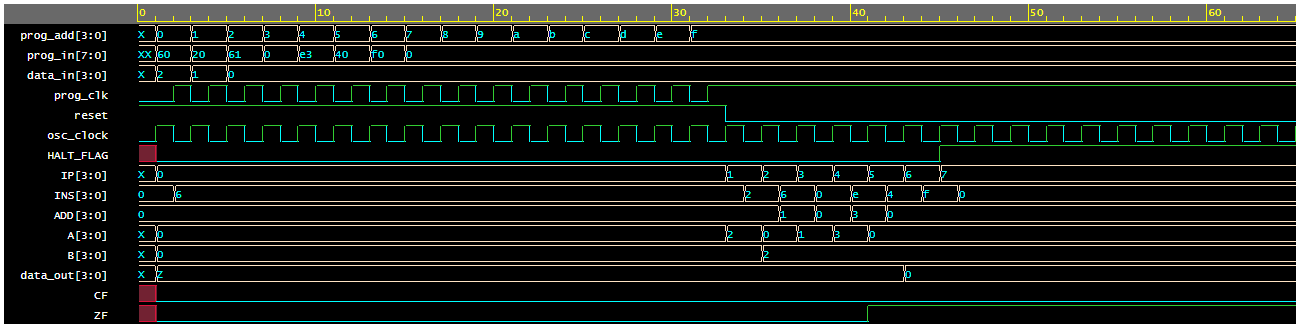 0 10 20 30 40 50 60
prog_add[3:0] X 0 1 2 3 4 5 6 7 8 9 a b c d e f
prog_in[7:0] XX 60 20 61 0 e3 40 f0 0
data_in[3:0] X 2 1 0
prog_clk
reset
osc_clock
HALT_FLAG
IP[3:0] X 0 1 2 3 4 5 6 7
INS[3:0] 0 6 2 6 0 e 4 f 0
ADD[3:0] 0 1 0 3 0
A[3:0] X 0 2 0 1 3 0
B[3:0] X 0 2
data_out[3:0] X Z 0
CF
ZF